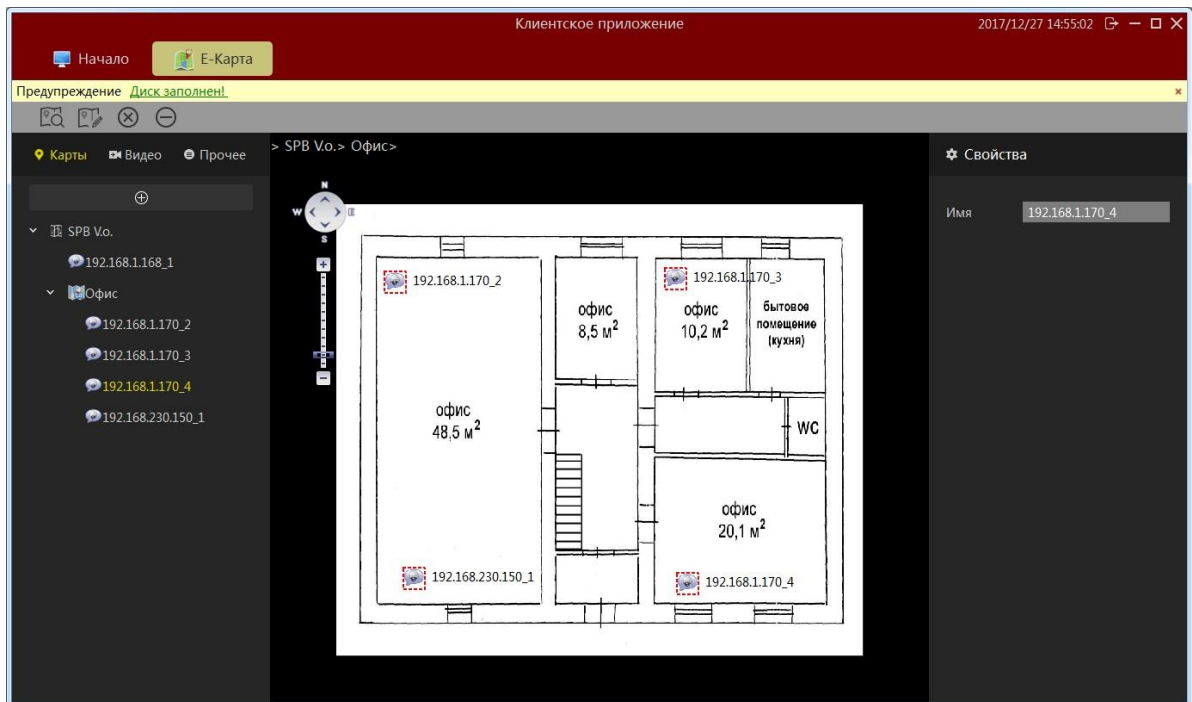 Клиентское приложение
2017/12/27 14:55:02
Начало
E-Карта
Предупреждение Диск заполнен!
Карты
Видео
Прочее
> SPB V.o.> Офис>
Свойства
SPB V.o.
192.168.1.168_1
Офис
192.168.1.170_2
192.168.1.170_3
192.168.1.170_4
192.168.230.150_1
N
W
S
192.168.1.170_2
192.168.1.170_3
офис
8,5 м²
офис
10,2 м²
бытовое
помещение
(кухня)
офис
48,5 м²
WC
офис
20,1 м²
192.168.230.150_1
192.168.1.170_4
Имя
192.168.1.170_4